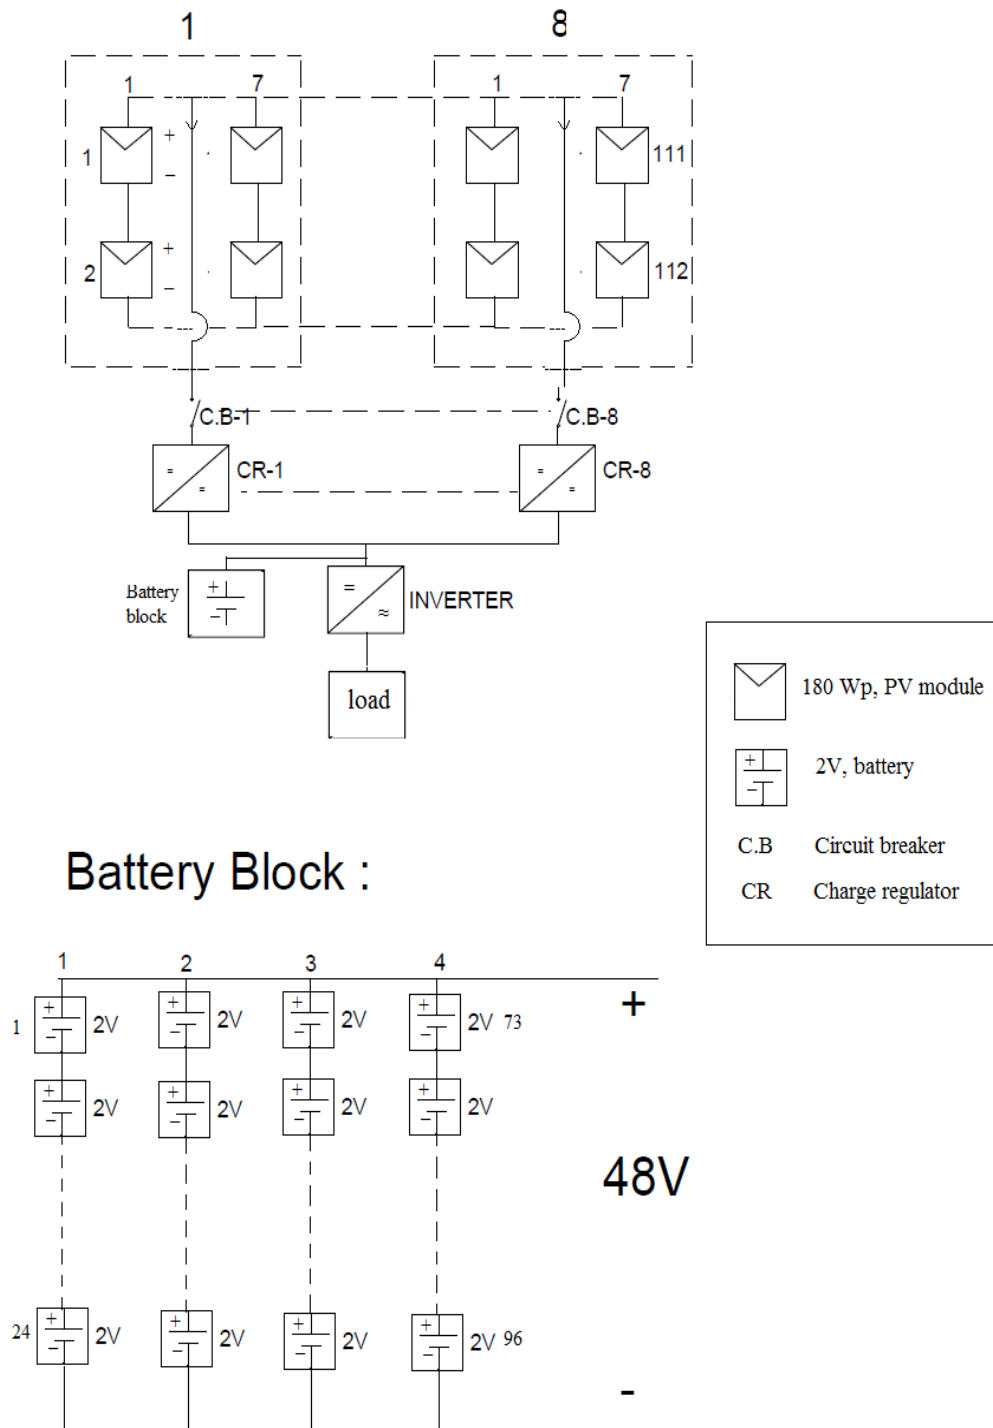 1 8
1 7 1 7
+
1 111
−
+
2 112
−
C.B-1 C.B-8
= CR-1 = CR-8
= =
Battery
block
+
−
=
≈
INVERTER
load
180 Wp, PV module
+
−
2V, battery
C.B Circuit breaker
CR Charge regulator
Battery Block :
1 2 3 4
+
1 + − 2V + − 2V + − 2V + − 2V 73
+ − 2V + − 2V + − 2V + − 2V
48V
24 + − 2V + − 2V + − 2V + − 2V 96
-